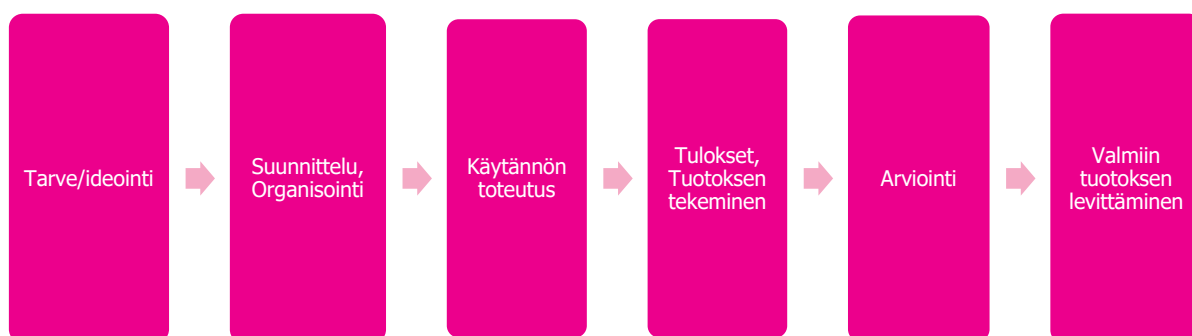 Tarve/ideointi
Suunnittelu,
Organisointi
Käytännön
toteutus
Tulokset,
Tuotoksen
tekeminen
Arviointi
Valmiin
tuotoksen
levittäminen